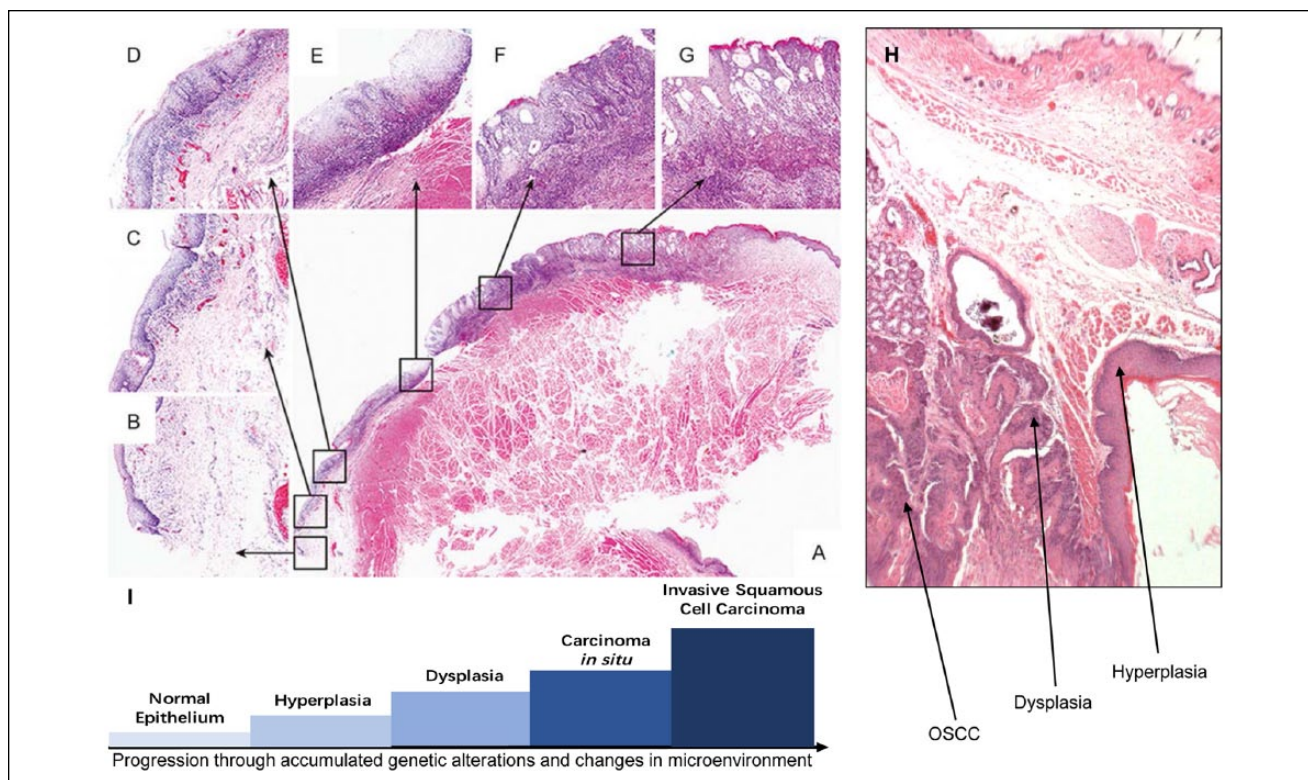 D
E
F
G
H
C
B
A
I
Normal
Epithelium
Hyperplasia
Dysplasia
Carcinoma
in situ
Invasive Squamous
Cell Carcinoma
Progression through accumulated genetic alterations and changes in microenvironment
Hyperplasia
Dysplasia
OSCC